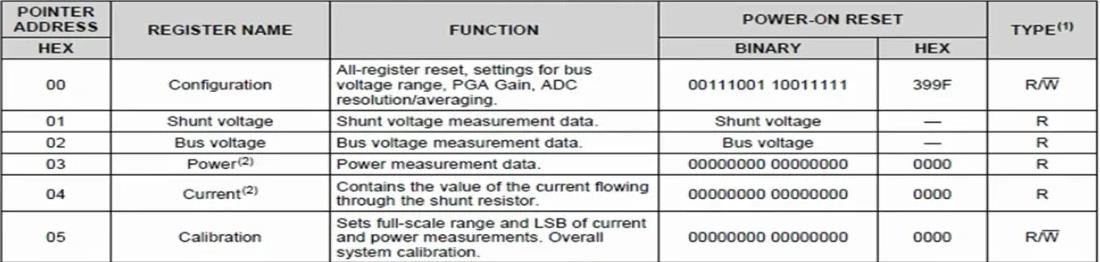 POINTER ADDRESS REGISTER NAME FUNCTION POWER-ON RESET TYPE(1)
HEX BINARY HEX
00 Configuration All-register reset, settings for bus voltage range, PGA Gain, ADC resolution/averaging. 00111001 10011111 399F R/W̅
01 Shunt voltage Shunt voltage measurement data. Shunt voltage — R
02 Bus voltage Bus voltage measurement data. Bus voltage — R
03 Power(2) Power measurement data. 00000000 00000000 0000 R
04 Current(2) Contains the value of the current flowing through the shunt resistor. 00000000 00000000 0000 R
05 Calibration Sets full-scale range and LSB of current and power measurements. Overall system calibration. 00000000 00000000 0000 R/W̅